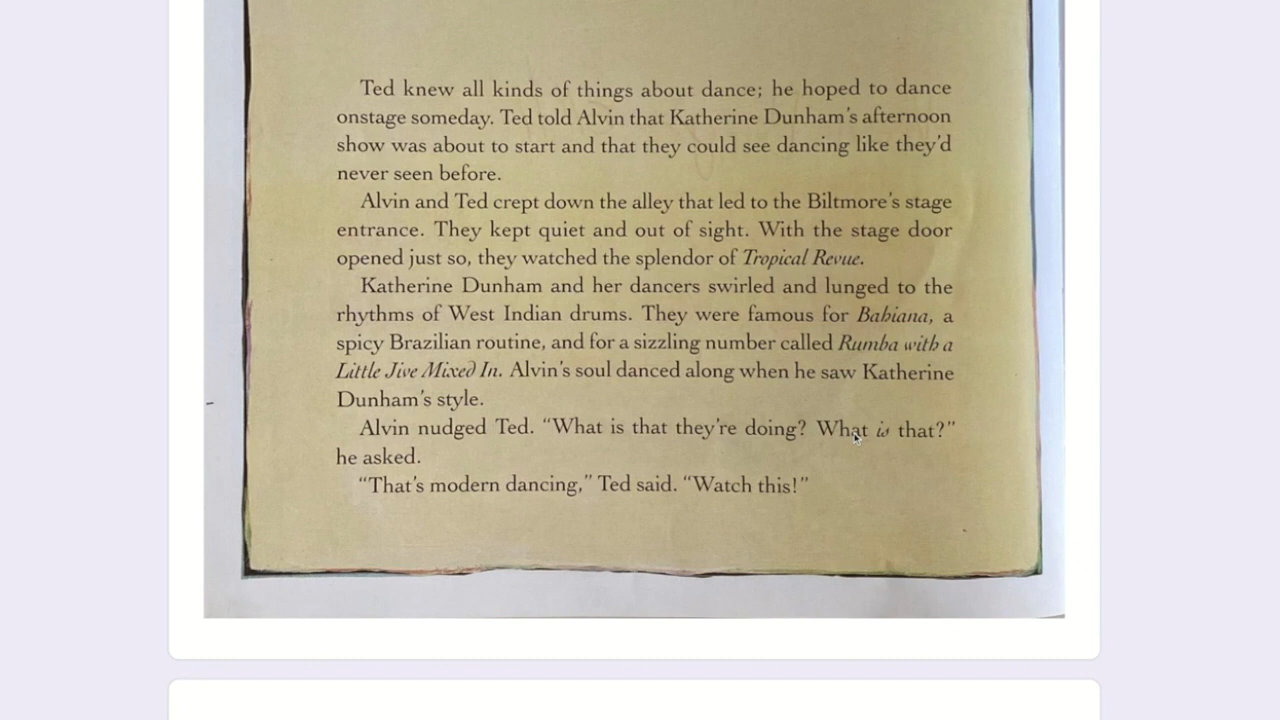 Ted knew all kinds of things about dance; he hoped to dance
onstage someday. Ted told Alvin that Katherine Dunham's afternoon
show was about to start and that they could see dancing like they'd
never seen before.
Alvin and Ted crept down the alley that led to the Biltmore's stage
entrance. They kept quiet and out of sight. With the stage door
opened just so, they watched the splendor of Tropical Revue.
Katherine Dunham and her dancers swirled and lunged to the
rhythms of West Indian drums. They were famous for Bahiana, a
spicy Brazilian routine, and for a sizzling number called Rumba with a
Little Jive Mixed In. Alvin's soul danced along when he saw Katherine
Dunham's style.
Alvin nudged Ted. “What is that they're doing? What is that?”
he asked.
“That's modern dancing,” Ted said. “Watch this!”